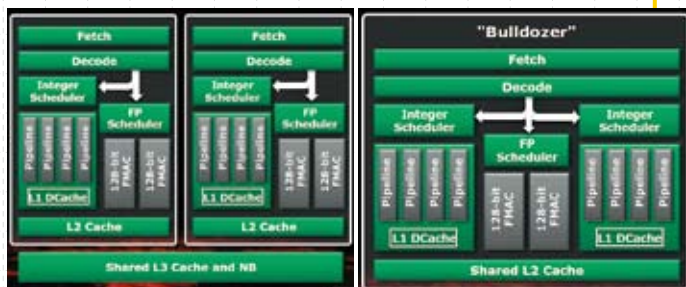 Fetch
Decode
Integer
Scheduler
FP
Scheduler
Pipeline
Pipeline
Pipeline
Pipeline
128-bit
FMAC
128-bit
FMAC
L1 DCache
L2 Cache
Fetch
Decode
Integer
Scheduler
FP
Scheduler
Pipeline
Pipeline
Pipeline
Pipeline
128-bit
FMAC
128-bit
FMAC
L1 DCache
L2 Cache
Shared L3 Cache and NB
"Bulldozer"
Fetch
Decode
Integer
Scheduler
FP
Scheduler
Integer
Scheduler
Pipeline
Pipeline
Pipeline
Pipeline
128-bit
FMAC
128-bit
FMAC
Pipeline
Pipeline
Pipeline
Pipeline
L1 DCache
L1 DCache
Shared L2 Cache